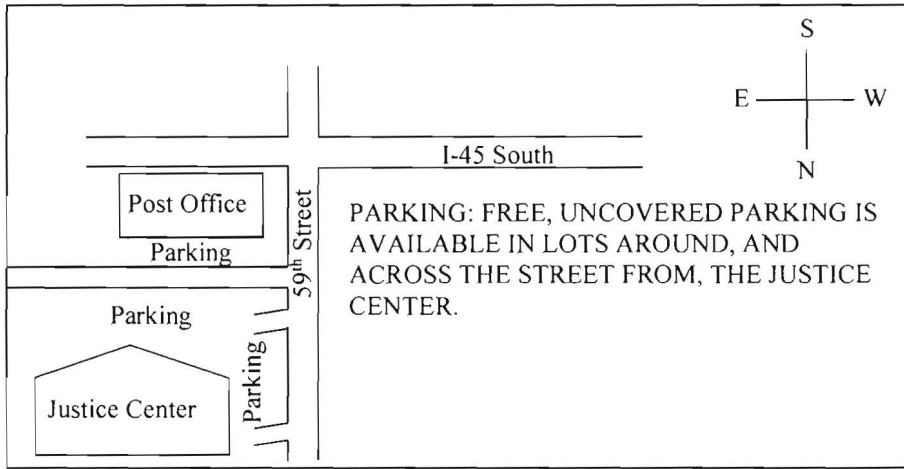 S
E W
N
I-45 South
Post Office
Parking
59th Street
PARKING: FREE, UNCOVERED PARKING IS
AVAILABLE IN LOTS AROUND, AND
ACROSS THE STREET FROM, THE JUSTICE
CENTER.
Parking
Parking
Justice Center